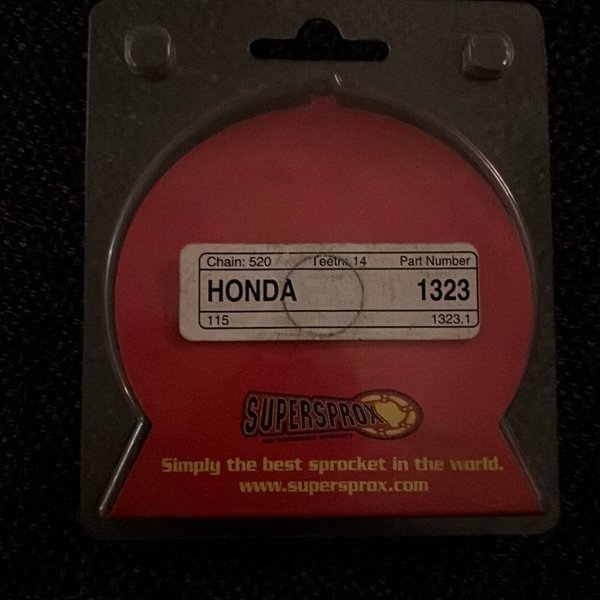 Chain: 520 Teeth: 14 Part Number
HONDA 1323
115 1323.1
SUPERSPROX
Simply the best sprocket in the world.
www.supersprox.com